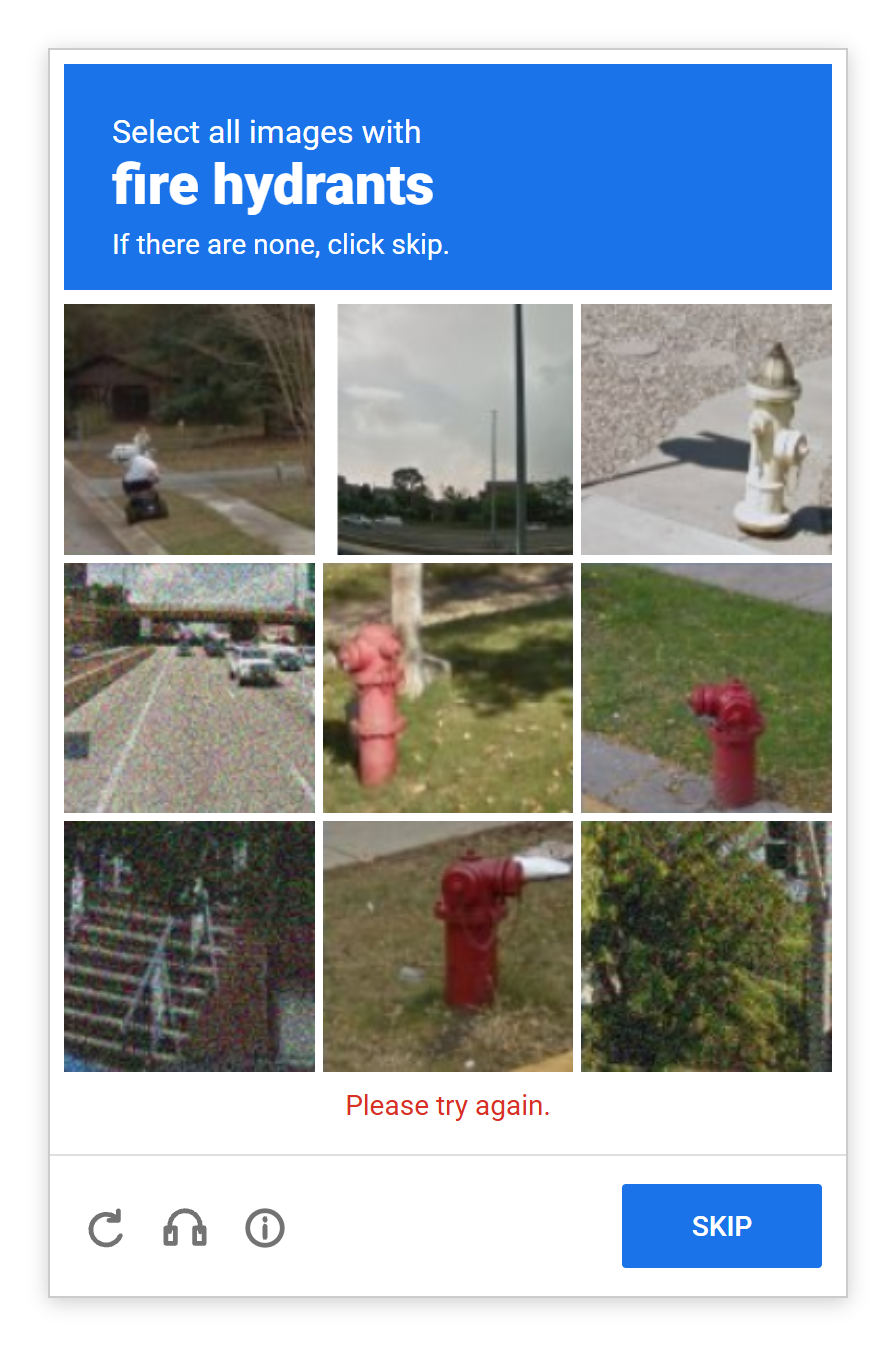 Select all images with
fire hydrants
If there are none, click skip.
Please try again.
SKIP